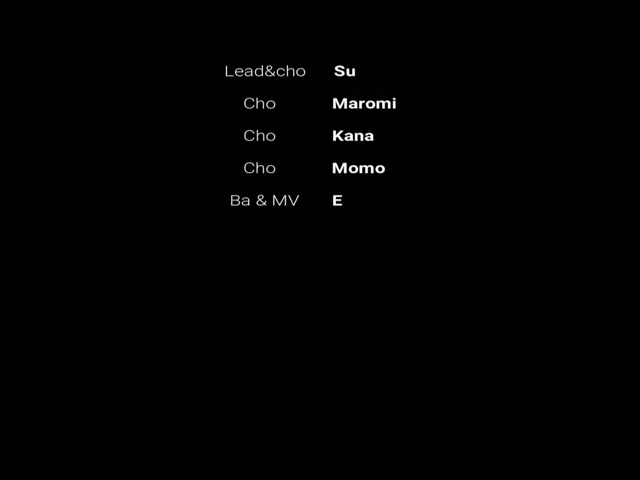 Lead&cho Su
Cho Maromi
Cho Kana
Cho Momo
Ba & MV E